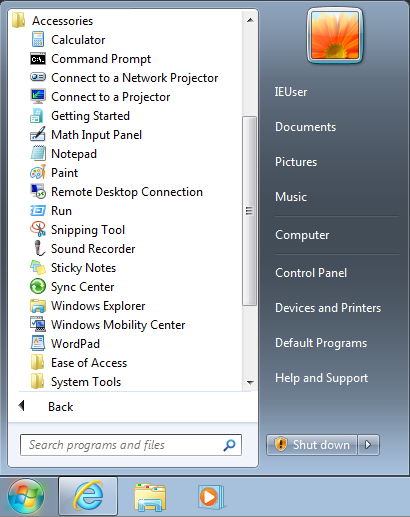 Accessories
Calculator
Command Prompt
Connect to a Network Projector
Connect to a Projector
Getting Started
Math Input Panel
Notepad
Paint
Remote Desktop Connection
Run
Snipping Tool
Sound Recorder
Sticky Notes
Sync Center
Windows Explorer
Windows Mobility Center
WordPad
Ease of Access
System Tools
Back
Search programs and files
IEUser
Documents
Pictures
Music
Computer
Control Panel
Devices and Printers
Default Programs
Help and Support
Shut down